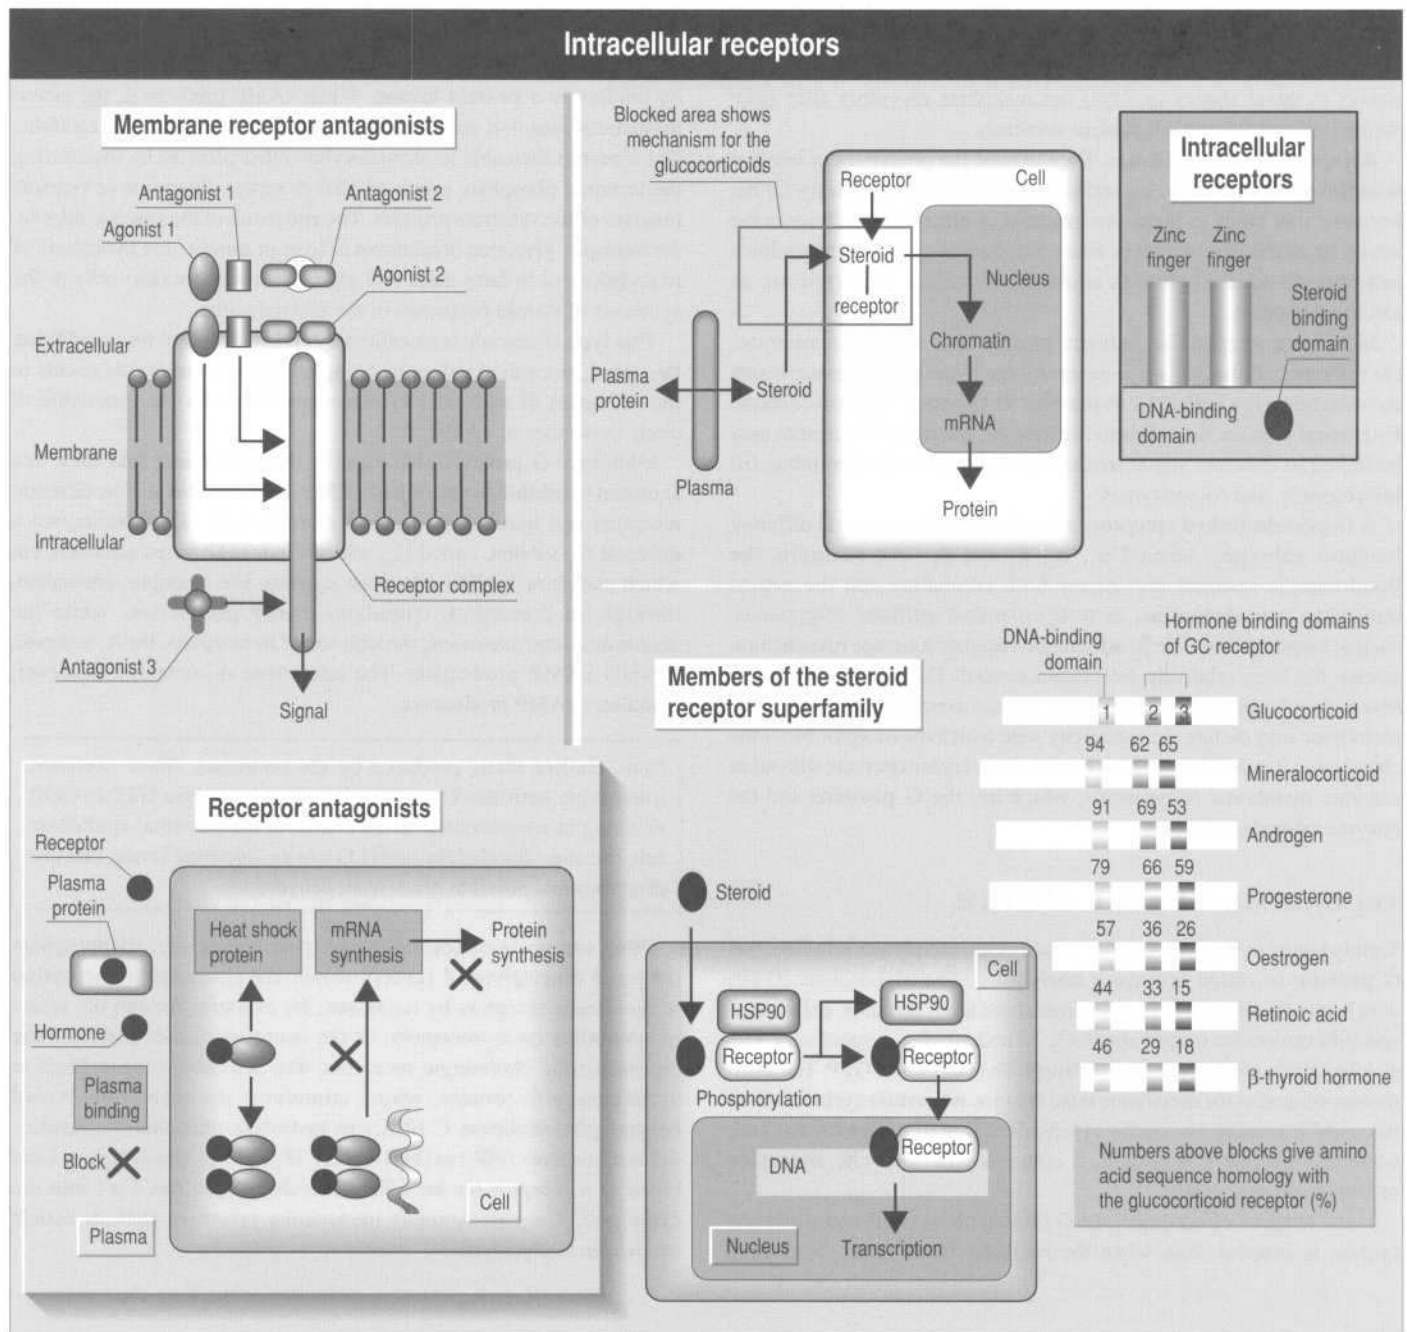 Intracellular receptors
Membrane receptor antagonists
Antagonist 1
Antagonist 2
Agonist 1
Agonist 2
Extracellular
Membrane
Intracellular
Receptor complex
Antagonist 3
Signal
Blocked area shows
mechanism for the
glucocorticoids
Receptor
Cell
Steroid
receptor
Nucleus
Chromatin
mRNA
Protein
Plasma
protein
Steroid
Plasma
Intracellular
receptors
Zinc
finger
Zinc
finger
Steroid
binding
domain
DNA-binding
domain
Receptor antagonists
Receptor
Plasma
protein
Hormone
Plasma
binding
Block
Plasma
Heat shock
protein
mRNA
synthesis
Protein
synthesis
Cell
Members of the steroid
receptor superfamily
DNA-binding
domain
Hormone binding domains
of GC receptor
1 2 3 Glucocorticoid
94 62 65
Mineralocorticoid
91 69 53
Androgen
79 66 59
Progesterone
57 36 26
Oestrogen
44 33 15
Retinoic acid
46 29 18
β-thyroid hormone
Numbers above blocks give amino
acid sequence homology with
the glucocorticoid receptor (%)
Steroid
Cell
HSP90
Receptor
HSP90
Receptor
Phosphorylation
Receptor
DNA
Nucleus
Transcription